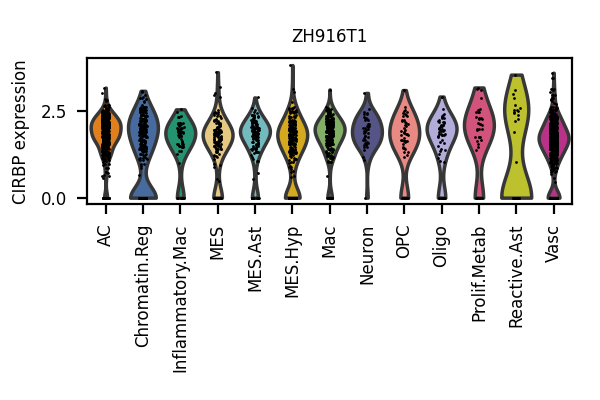 ZH916T1
CIRBP expression
2.5
0.0
AC
Chromatin.Reg
Inflammatory.Mac
MES
MES.Ast
MES.Hyp
Mac
Neuron
OPC
Oligo
Prolif.Metab
Reactive.Ast
Vasc